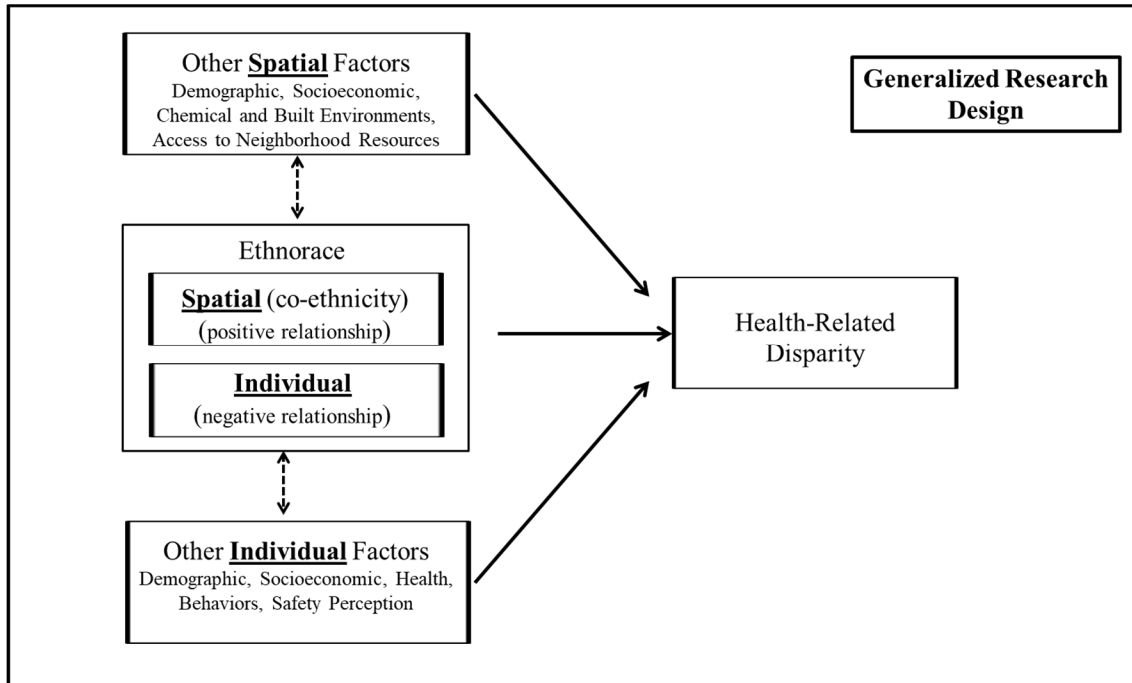 Other Spatial Factors
Demographic, Socioeconomic,
Chemical and Built Environments,
Access to Neighborhood Resources
Generalized Research
Design
Ethnorace
Spatial (co-ethnicity)
(positive relationship)
Individual
(negative relationship)
Health-Related
Disparity
Other Individual Factors
Demographic, Socioeconomic, Health,
Behaviors, Safety Perception